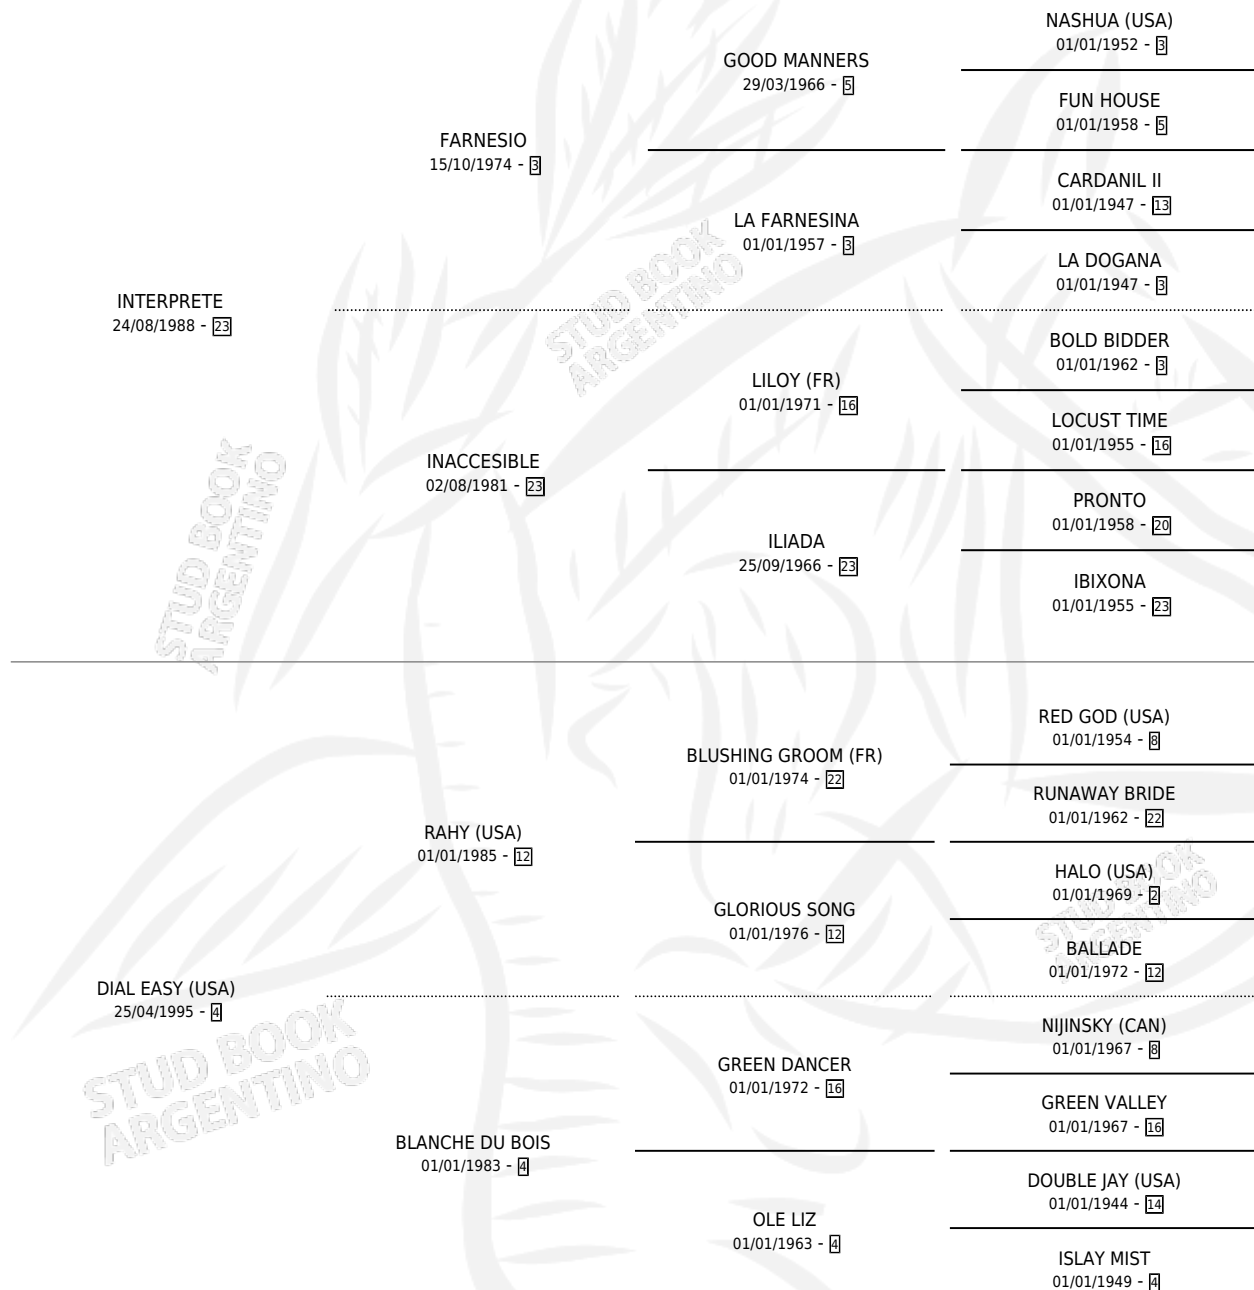 NASHUA (USA)
01/01/1952 - 3
GOOD MANNERS
29/03/1966 - 5
FUN HOUSE
01/01/1958 - 5
FARNESIO
15/10/1974 - 3
CARDANIL II
01/01/1947 - 13
LA FARNESINA
01/01/1957 - 3
LA DOGANA
01/01/1947 - 3
INTERPRETE
24/08/1988 - 23
BOLD BIDDER
01/01/1962 - 3
LILOY (FR)
01/01/1971 - 16
LOCUST TIME
01/01/1955 - 16
INACCESIBLE
02/08/1981 - 23
PRONTO
01/01/1958 - 20
ILIADA
25/09/1966 - 23
IBIXONA
01/01/1955 - 23
STUD BOOK
ARGENTINO
STUD BOOK
ARGENTINO
RED GOD (USA)
01/01/1954 - 8
BLUSHING GROOM (FR)
01/01/1974 - 22
RUNAWAY BRIDE
01/01/1962 - 22
RAHY (USA)
01/01/1985 - 12
HALO (USA)
01/01/1969 - 2
GLORIOUS SONG
01/01/1976 - 12
BALLADE
01/01/1972 - 12
STUD BOOK
ARGENTINO
DIAL EASY (USA)
25/04/1995 - 4
NIJINSKY (CAN)
01/01/1967 - 8
GREEN DANCER
01/01/1972 - 16
GREEN VALLEY
01/01/1967 - 16
BLANCHE DU BOIS
01/01/1983 - 4
DOUBLE JAY (USA)
01/01/1944 - 14
OLE LIZ
01/01/1963 - 4
ISLAY MIST
01/01/1949 - 4
STUD BOOK
ARGENTINO